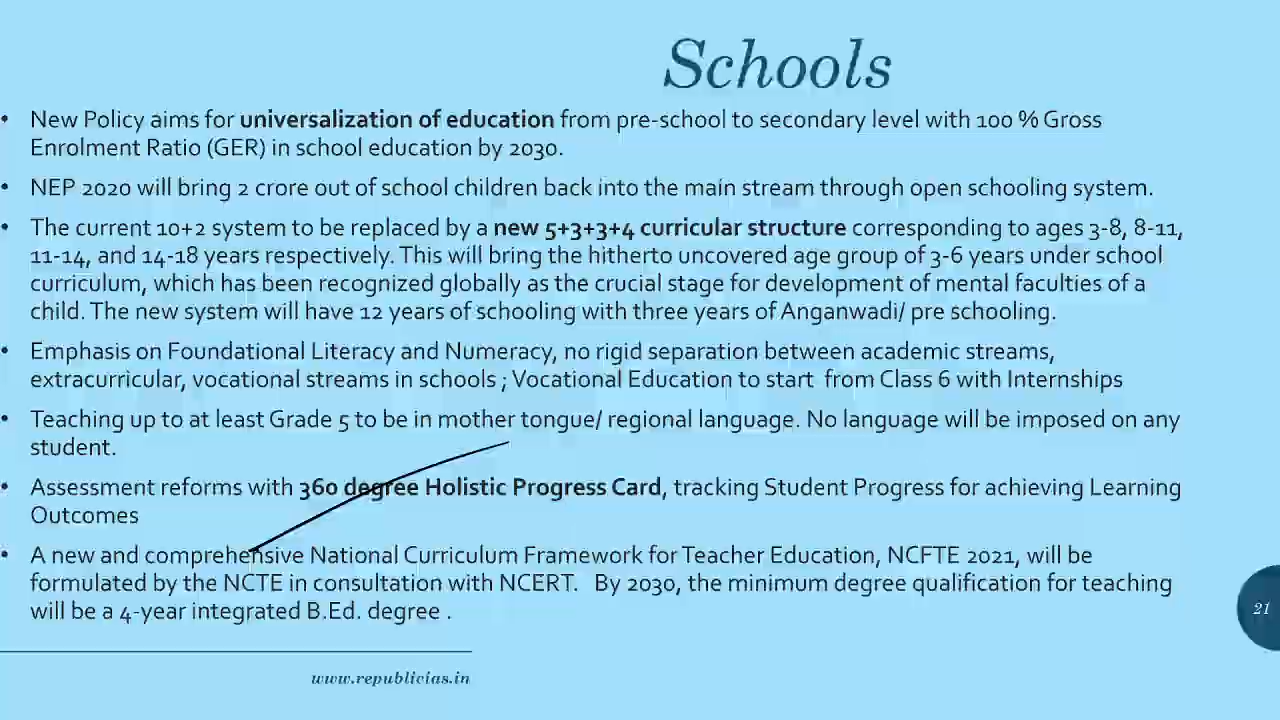 Schools
• New Policy aims for universalization of education from pre-school to secondary level with 100 % Gross
Enrolment Ratio (GER) in school education by 2030.
• NEP 2020 will bring 2 crore out of school children back into the main stream through open schooling system.
• The current 10+2 system to be replaced by a new 5+3+3+4 curricular structure corresponding to ages 3-8, 8-11,
11-14, and 14-18 years respectively. This will bring the hitherto uncovered age group of 3-6 years under school
curriculum, which has been recognized globally as the crucial stage for development of mental faculties of a
child. The new system will have 12 years of schooling with three years of Anganwadi/ pre schooling.
• Emphasis on Foundational Literacy and Numeracy, no rigid separation between academic streams,
extracurricular, vocational streams in schools ; Vocational Education to start from Class 6 with Internships
• Teaching up to at least Grade 5 to be in mother tongue/ regional language. No language will be imposed on any
student.
• Assessment reforms with 360 degree Holistic Progress Card, tracking Student Progress for achieving Learning
Outcomes
• A new and comprehensive National Curriculum Framework for Teacher Education, NCFTE 2021, will be
formulated by the NCTE in consultation with NCERT. By 2030, the minimum degree qualification for teaching
will be a 4-year integrated B.Ed. degree .
21
www.republicias.in